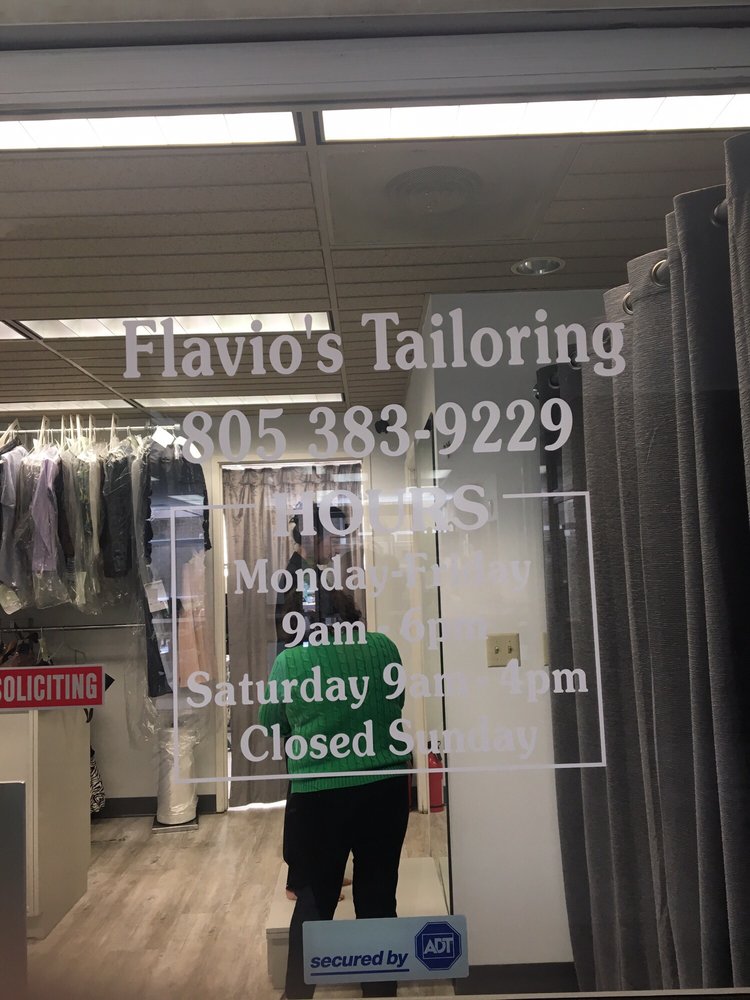 Flavio's Tailoring
805 383-9229
HOURS
Monday-Friday
9am - 6pm
Saturday 9am - 4pm
Closed Sunday
SOLICITING
secured by ADT